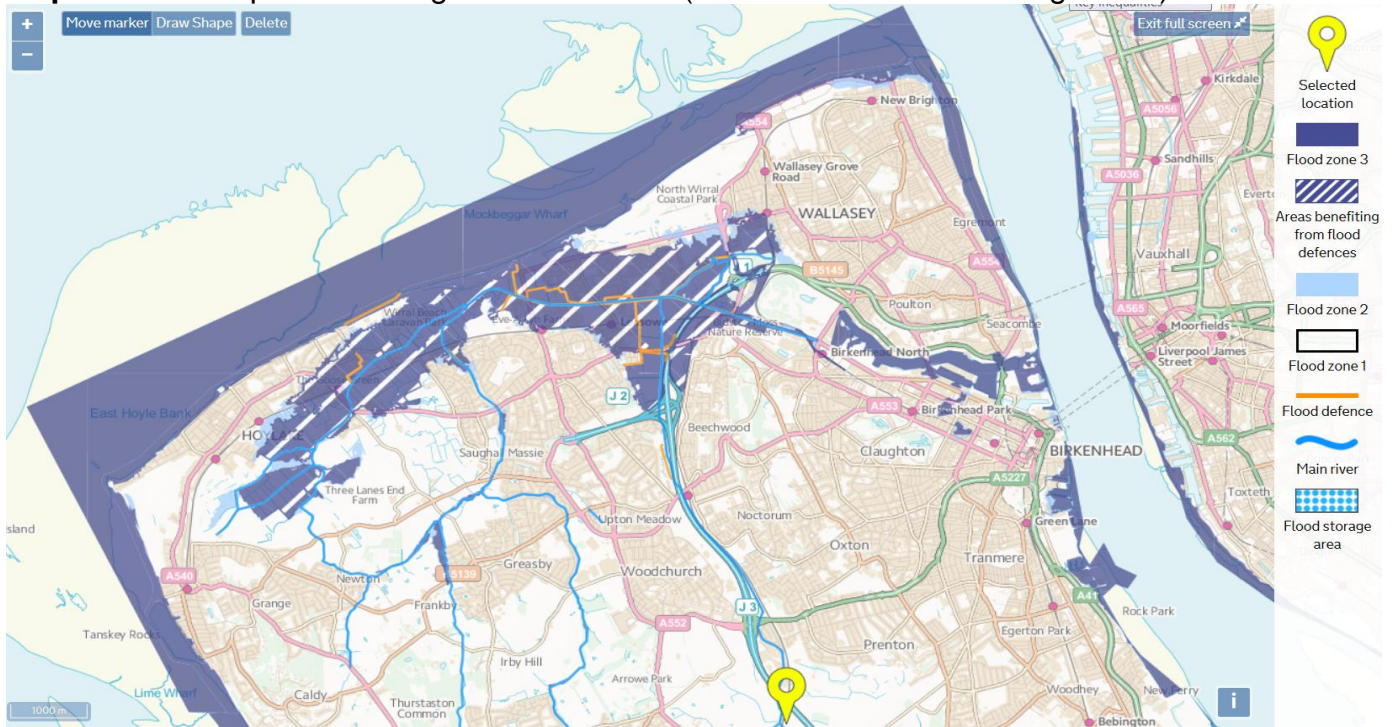 +
−
Move marker
Draw Shape
Delete
Exit full screen
Kirkdale
New Brighton
A5056
A554
Sandhills
Wallasey Grove
Road
A5036
North Wirral
Coastal Park
Mockbeggar Wharf
WALLASEY
Egremont
Vauxhall
A554
J 1
B5145
A565
Poulton
Wirral Beach
Caravan Park
Nature Reserve
Seacombe
Moorfields
Birkenhead North
Liverpool James
Street
East Hoyle Bank
J 2
A553
Birkenhead Park
A562
HOYLAKE
Beechwood
Claughton
BIRKENHEAD
Saughall Massie
A5227
Toxteth
Three Lanes End
Farm
Upton Meadow
Noctorum
Green Lane
Oxton
Tranmere
Greasby
Woodchurch
A540
Newton
A41
Grange
Frankby
J 3
Rock Park
A552
Egerton Park
Tanskey Rocks
Prenton
Irby Hill
Arrowe Park
Lime Wharf
Caldy
Thurstaston
Common
Woodhey
New Ferry
Bebington
1000 m
i
Selected
location
Flood zone 3
Areas benefiting
from flood
defences
Flood zone 2
Flood zone 1
Flood defence
Main river
Flood storage
area